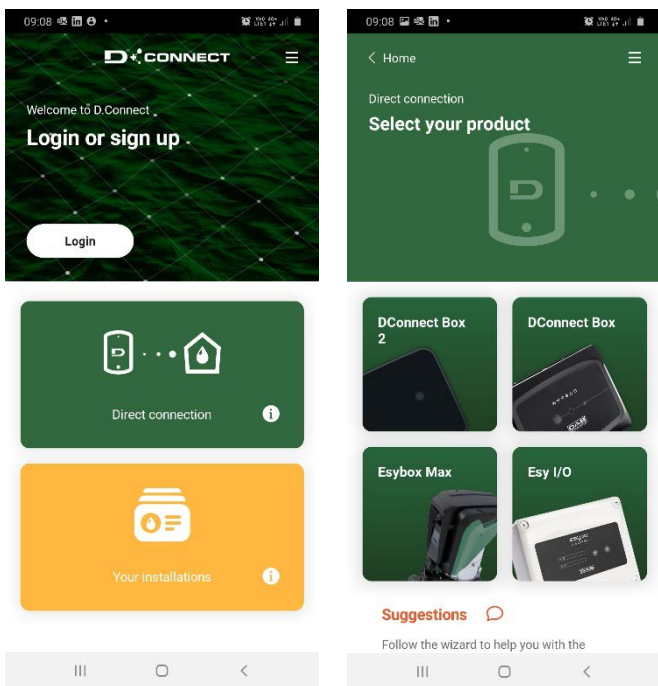 09:08
D+CONNECT
Welcome to D.Connect
Login or sign up
Login
Direct connection
Your installations
09:08
Home
Direct connection
Select your product
DConnect Box
2
DConnect Box
DAB
Esybox Max
Esy I/O
Suggestions
Follow the wizard to help you with the